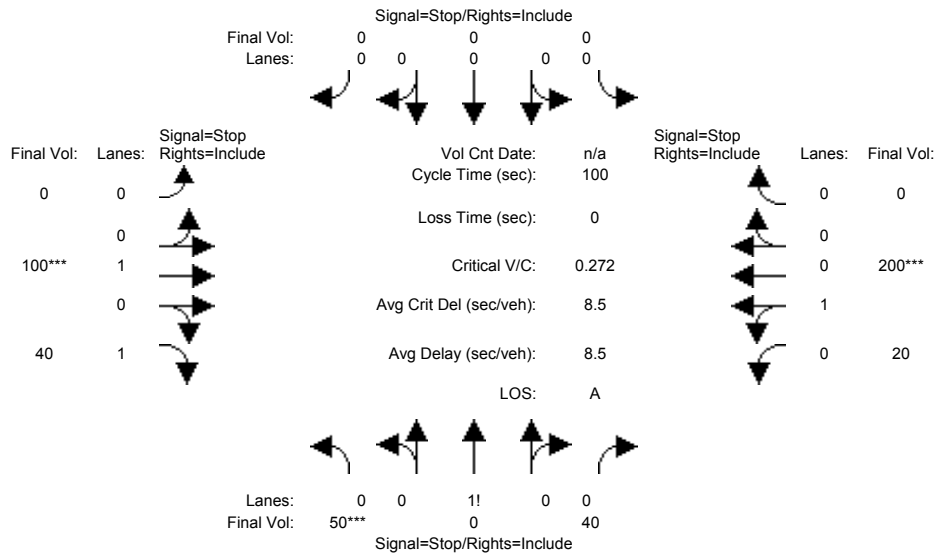 Signal=Stop/Rights=Include
Final Vol: 0 0 0
Lanes: 0 0 0 0 0
Signal=Stop
Final Vol: Lanes: Rights=Include
Vol Cnt Date: n/a
Signal=Stop
Rights=Include Lanes: Final Vol:
Cycle Time (sec): 100
0 0
0 0
Loss Time (sec): 0
0
0
100*** 1
Critical V/C: 0.272
0 200***
0
Avg Crit Del (sec/veh): 8.5
1
40 1
Avg Delay (sec/veh): 8.5
0 20
LOS: A
Lanes: 0 0 1! 0 0
Final Vol: 50*** 0 40
Signal=Stop/Rights=Include